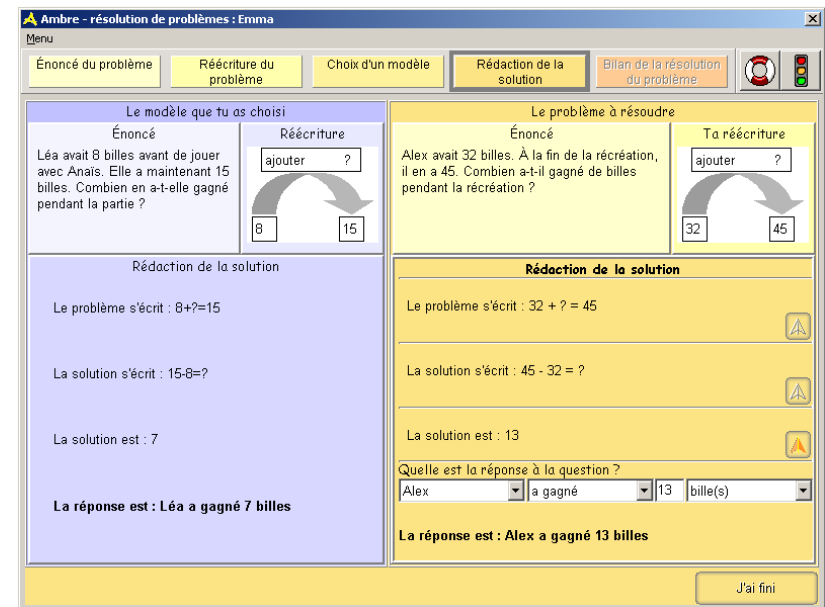 Ambre - résolution de problèmes : Emma
Menu
Énoncé du problème
Réécriture du
problème
Choix d'un modèle
Rédaction de la
solution
Bilan de la résolution
du problème
Le modèle que tu as choisi
Énoncé
Léa avait 8 billes avant de jouer
avec Anaïs. Elle a maintenant 15
billes. Combien en a-t-elle gagné
pendant la partie ?
Réécriture
ajouter ?
8 15
Rédaction de la solution
Le problème s'écrit : 8+?=15
La solution s'écrit : 15-8=?
La solution est : 7
La réponse est : Léa a gagné 7 billes
Le problème à résoudre
Énoncé
Alex avait 32 billes. À la fin de la récréation,
il en a 45. Combien a-t-il gagné de billes
pendant la récréation ?
Ta réécriture
ajouter ?
32 45
Rédaction de la solution
Le problème s'écrit : 32 + ? = 45
La solution s'écrit : 45 - 32 = ?
La solution est : 13
Quelle est la réponse à la question ?
Alex a gagné 13 bille(s)
La réponse est : Alex a gagné 13 billes
J'ai fini